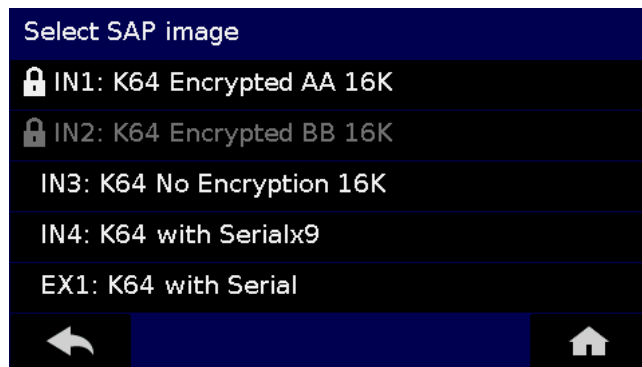 Select SAP image
IN1: K64 Encrypted AA 16K
IN2: K64 Encrypted BB 16K
IN3: K64 No Encryption 16K
IN4: K64 with Serialx9
EX1: K64 with Serial